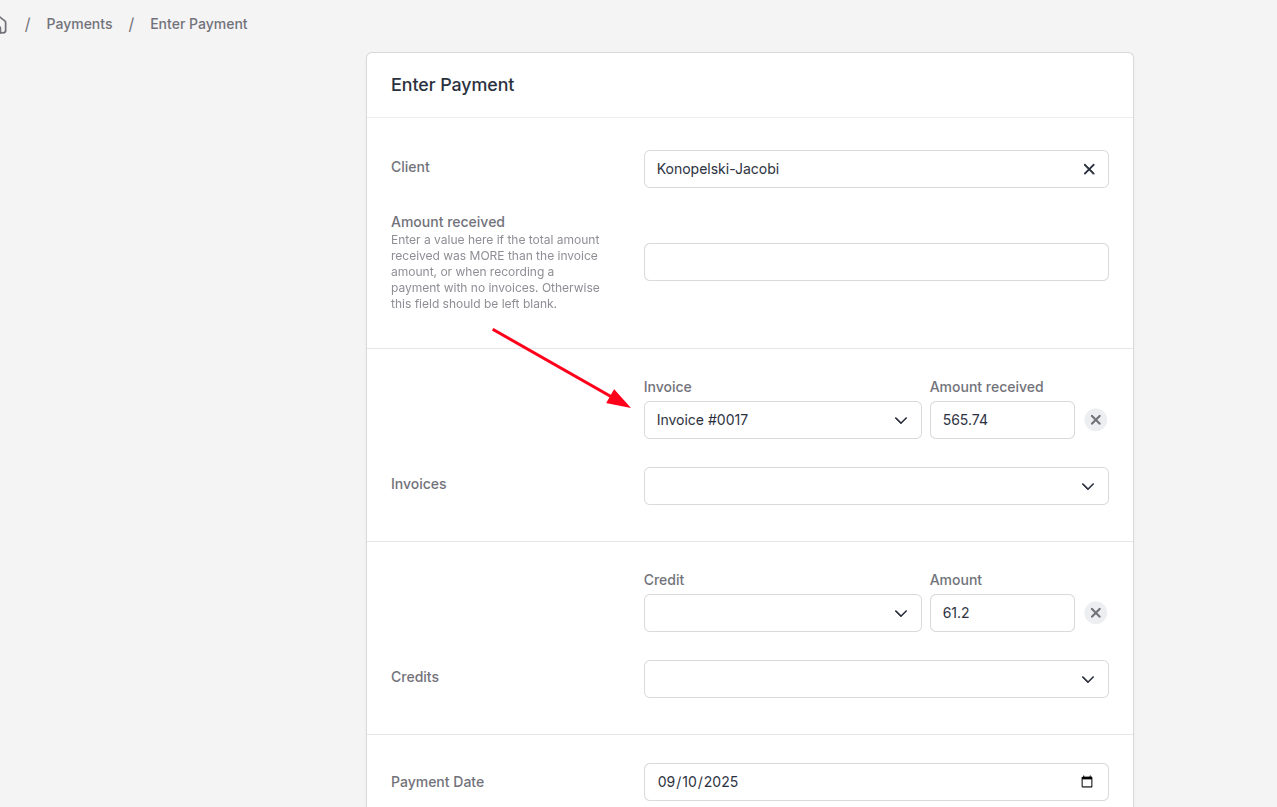 / Payments / Enter Payment
Enter Payment
Client
Konopelski-Jacobi
Amount received
Enter a value here if the total amount
received was MORE than the invoice
amount, or when recording a
payment with no invoices. Otherwise
this field should be left blank.
Invoice Amount received
Invoice #0017 565.74
Invoices
Credit Amount
61.2
Credits
Payment Date 09/10/2025